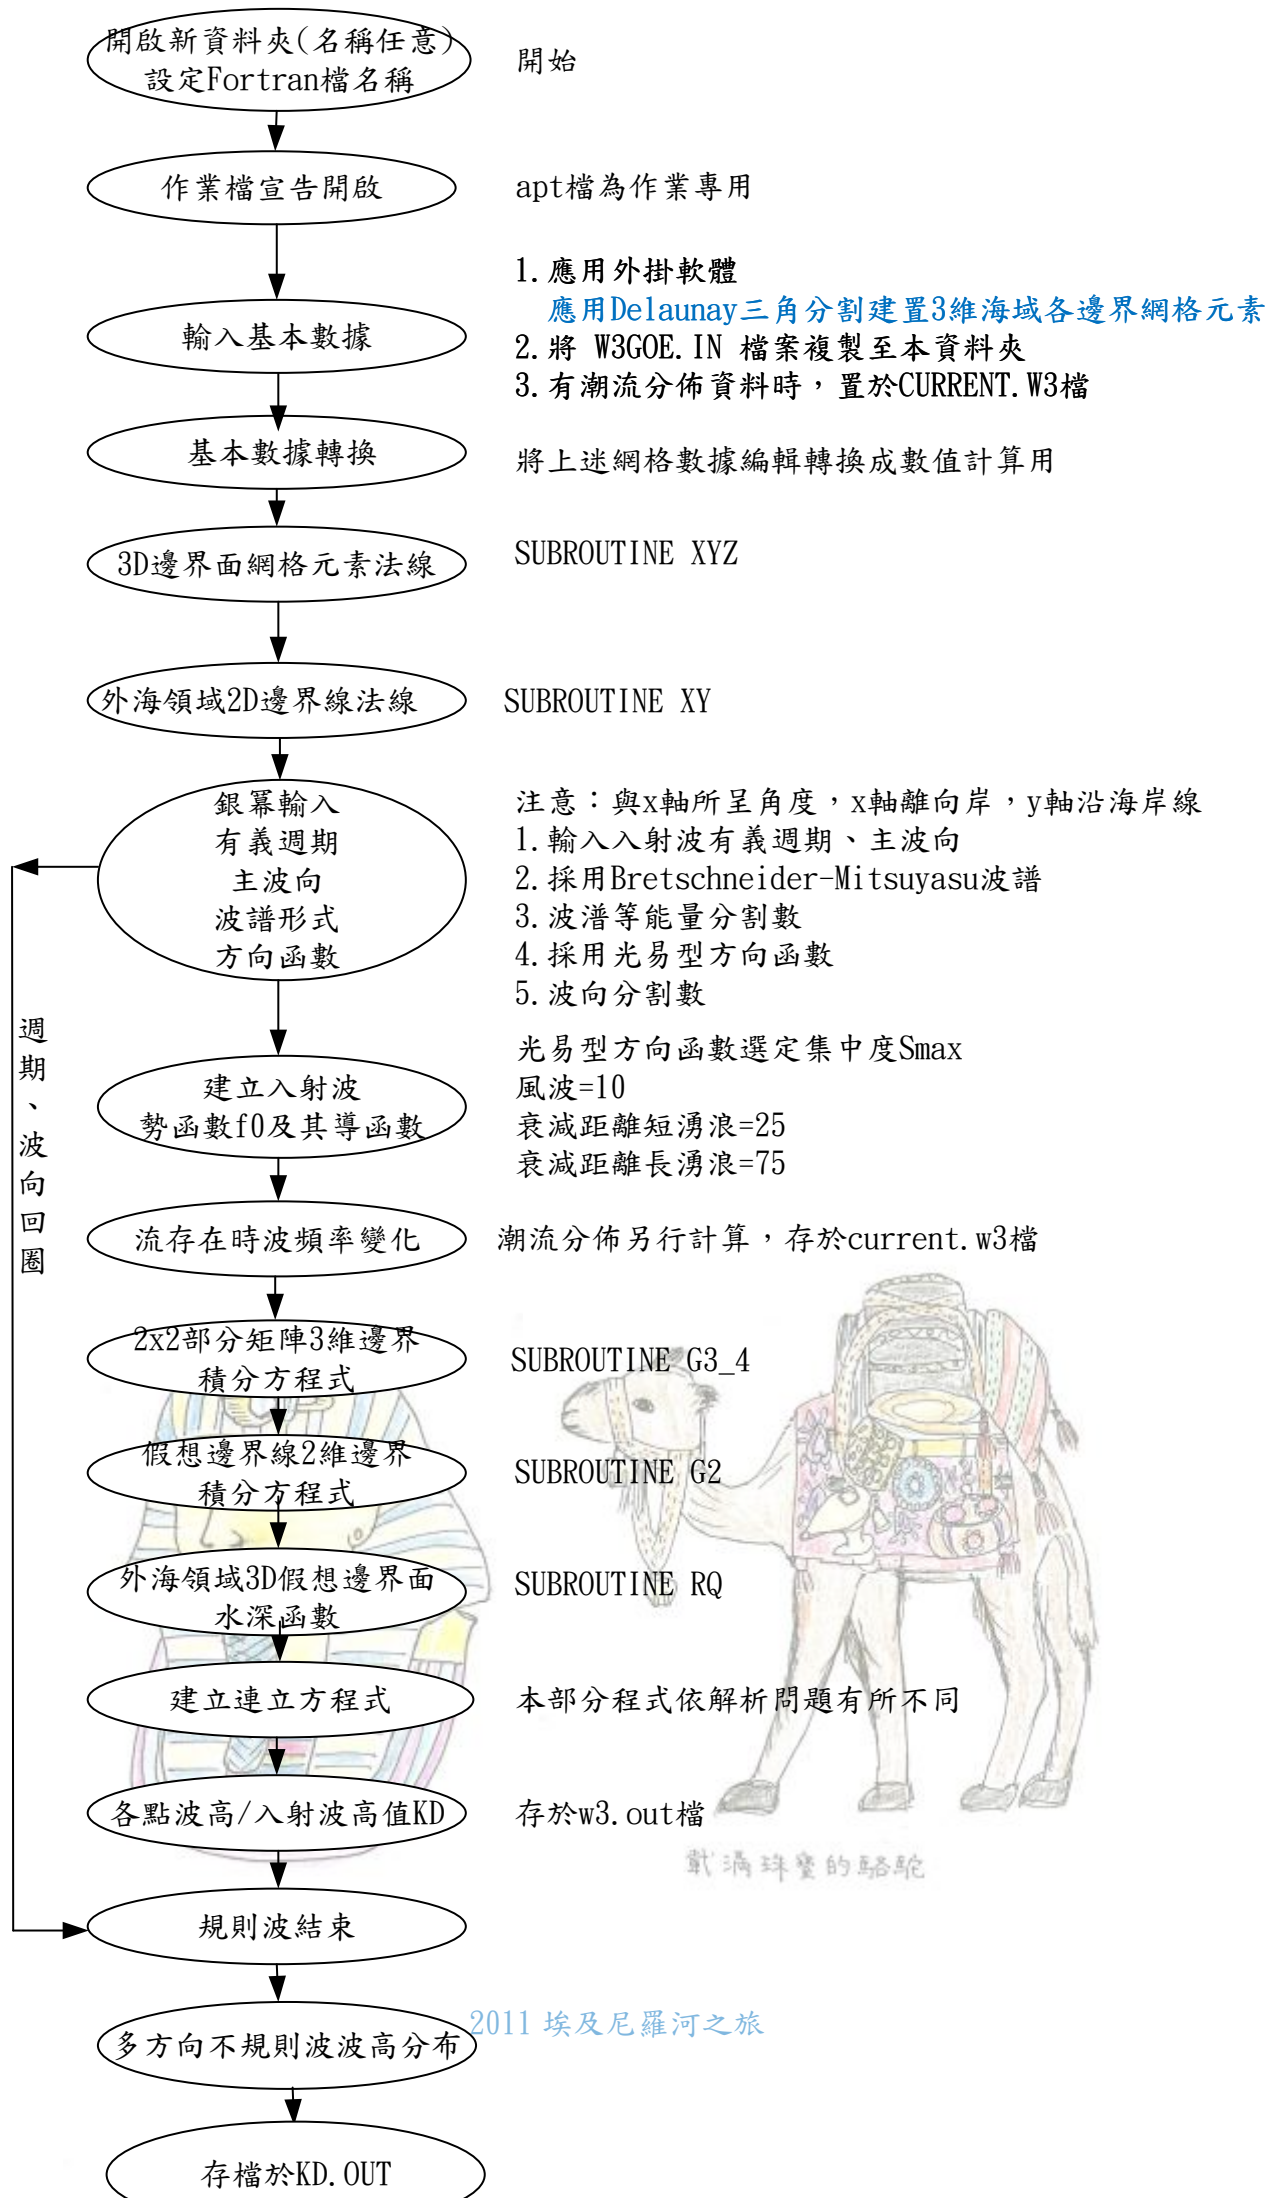 開啟新資料夾(名稱任意)
設定Fortran檔名稱
開始
作業檔宣告開啟
apt檔為作業專用
輸入基本數據
1.應用外掛軟體
應用Delaunay三角分割建置3維海域各邊界網格元素
2.將 W3GOE.IN 檔案複製至本資料夾
3.有潮流分佈資料時，置於CURRENT.W3檔
基本數據轉換
將上迷網格數據編輯轉換成數值計算用
3D邊界面網格元素法線
SUBROUTINE XYZ
外海領域2D邊界線法線
SUBROUTINE XY
銀幕輸入
有義週期
主波向
波譜形式
方向函數
注意：與x軸所呈角度，x軸離向岸，y軸沿海岸線
1.輸入入射波有義週期、主波向
2.採用Bretschneider-Mitsuyasu波譜
3.波潽等能量分割數
4.採用光易型方向函數
5.波向分割數
週期、波向回圈
建立入射波
勢函數f0及其導函數
光易型方向函數選定集中度Smax
風波=10
衰減距離短湧浪=25
衰減距離長湧浪=75
流存在時波頻率變化
潮流分佈另行計算，存於current.w3檔
2x2部分矩陣3維邊界
積分方程式
SUBROUTINE G3_4
假想邊界線2維邊界
積分方程式
SUBROUTINE G2
外海領域3D假想邊界面
水深函數
SUBROUTINE RQ
建立連立方程式
本部分程式依解析問題有所不同
各點波高/入射波高值KD
存於w3.out檔
載滿珠寶的駱駝
規則波結束
2011 埃及尼羅河之旅
多方向不規則波波高分布
存檔於KD.OUT